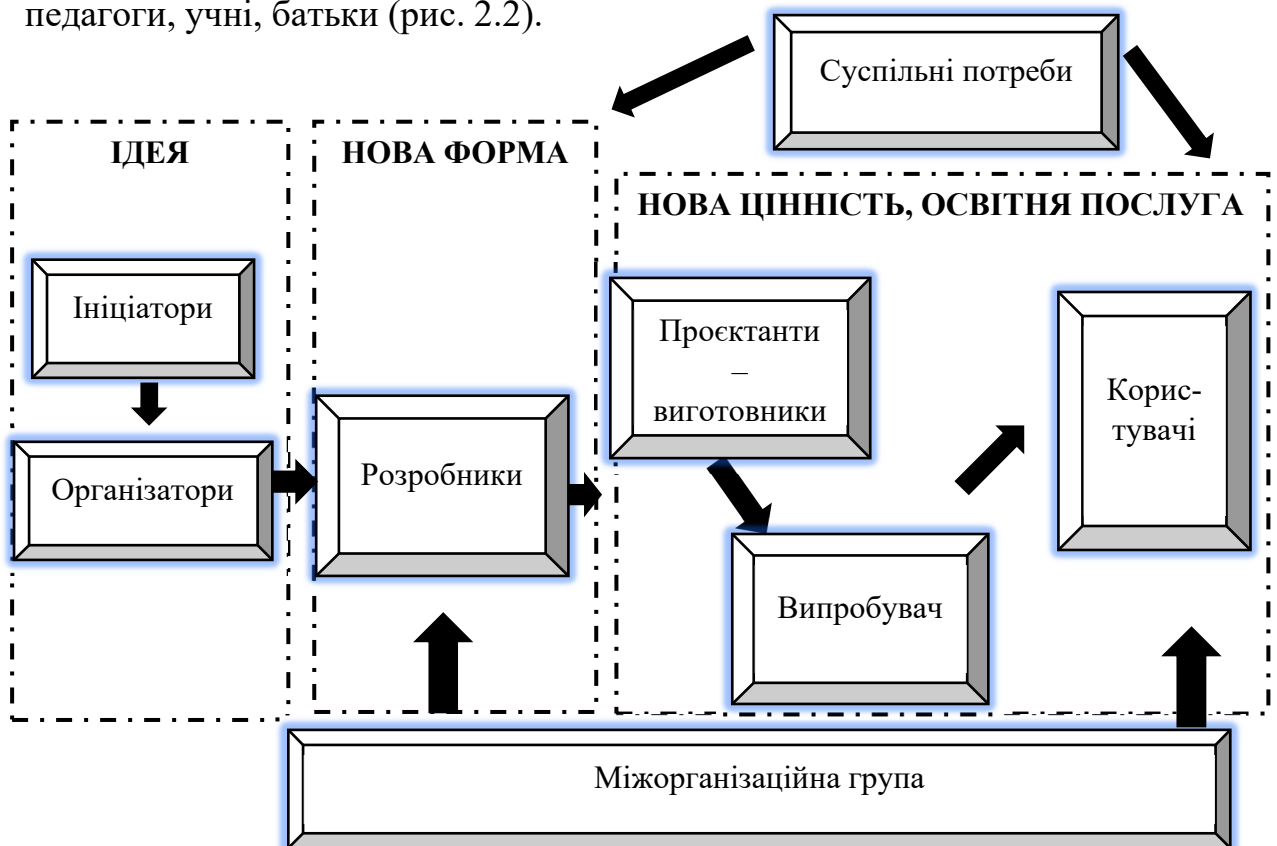 педагоги, учні, батьки (рис. 2.2).
Суспільні потреби
ІДЕЯ
НОВА ФОРМА
НОВА ЦІННІСТЬ, ОСВІТНЯ ПОСЛУГА
Ініціатори
Організатори
Розробники
Проєктанти
–
виготовники
Випробувач
Корис-
тувачі
Міжорганізаційна група